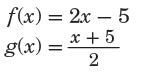 f(x) = 2x − 5
g(x) = (x + 5)/2